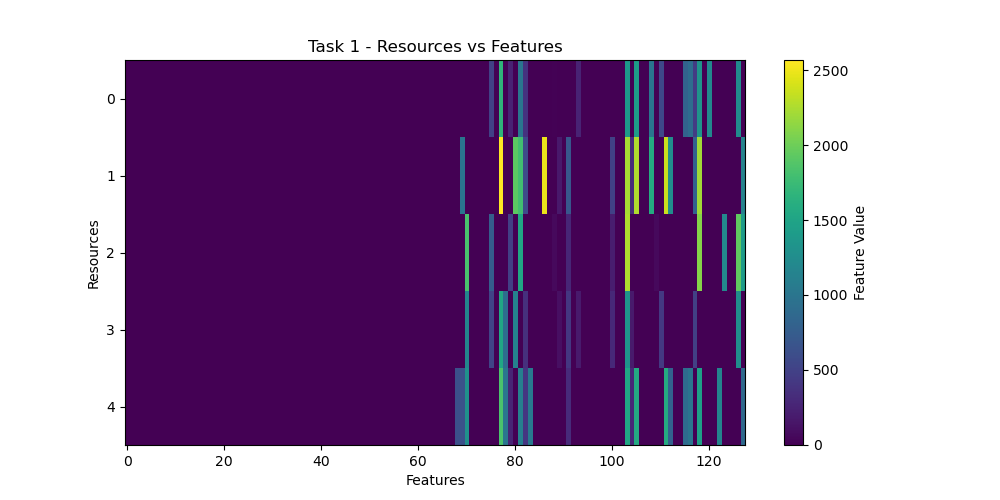 Task 1 - Resources vs Features
Resources
0
1
2
3
4
0 20 40 60 80 100 120
Features
2500
2000
1500
1000
500
0
Feature Value